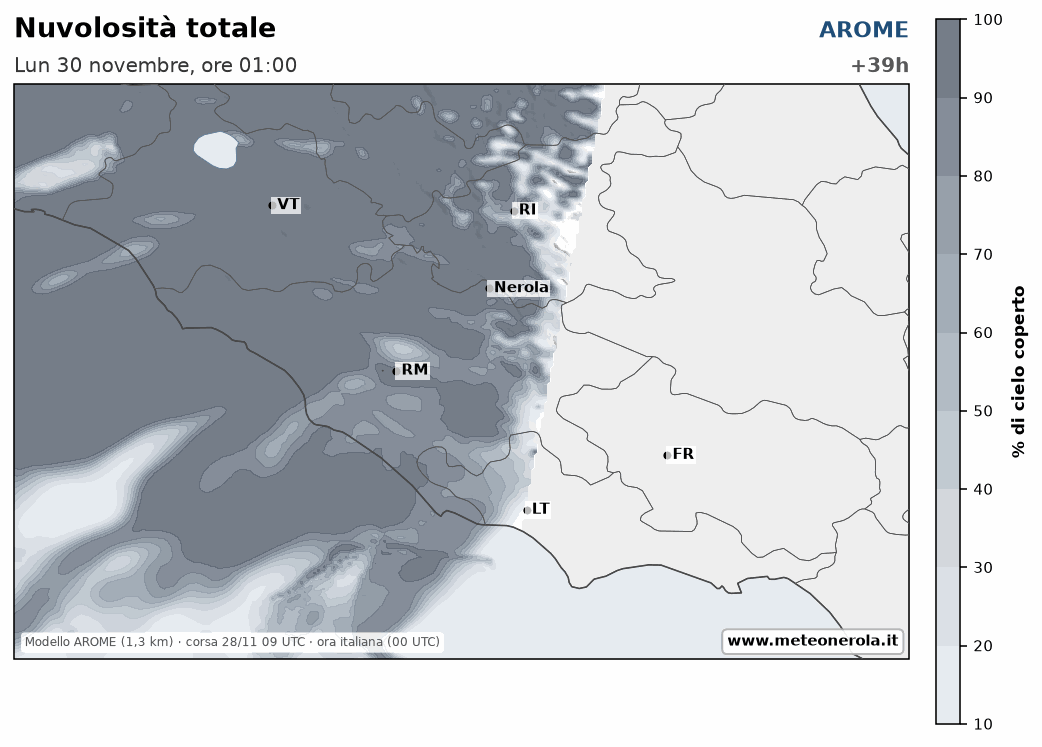 Nuvolosità totale
AROME
Lun 30 novembre, ore 01:00
+39h
VT
RI
Nerola
RM
FR
LT
Modello AROME (1,3 km) · corsa 28/11 09 UTC · ora italiana (00 UTC)
www.meteonerola.it
100
90
80
70
60
50
40
30
20
10
% di cielo coperto